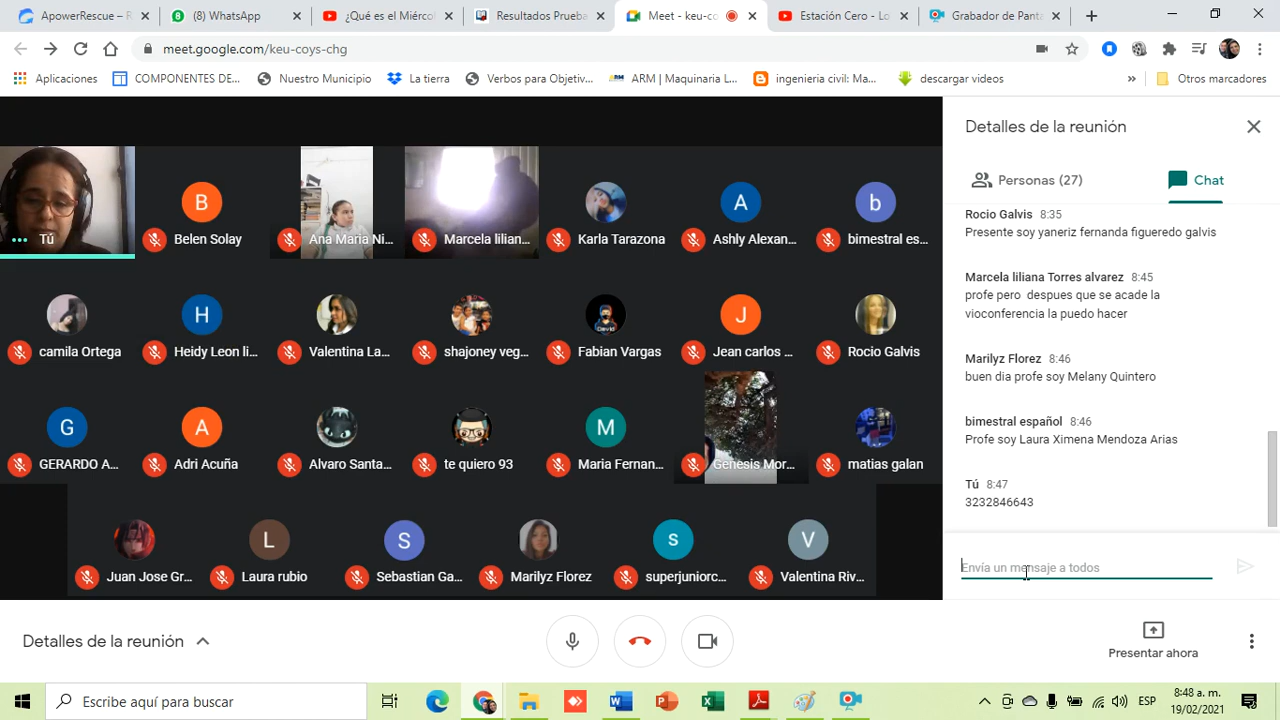 ApowerRescue - R
(8) WhatsApp
¿Qué es el Miérco
Resultados Prueba
Meet - keu-co
Estación Cero - Lo
Grabador de Panta
meet.google.com/keu-coys-chg
Aplicaciones
COMPONENTES DE...
Nuestro Municipio
La tierra
Verbos para Objetiv...
ARM | Maquinaria L...
ingenieria civil: Ma...
descargar videos
»
Otros marcadores
Tú
B
Belen Solay
Ana Maria Ni...
Marcela lilian...
Karla Tarazona
A
Ashly Alexan...
b
bimestral es...
camila Ortega
H
Heidy Leon li...
Valentina La...
shajoney veg...
David
Fabian Vargas
J
Jean carlos ...
Rocio Galvis
G
GERARDO A...
A
Adri Acuña
Alvaro Santa...
te quiero 93
M
Maria Fernan...
Genesis Mor...
matias galan
Juan Jose Gr...
L
Laura rubio
S
Sebastian Ga...
Marilyz Florez
s
superjuniorc...
V
Valentina Riv...
Detalles de la reunión
Personas (27)
Chat
Rocio Galvis 8:35
Presente soy yaneriz fernanda figueredo galvis
Marcela liliana Torres alvarez 8:45
profe pero despues que se acade la
vioconferencia la puedo hacer
Marilyz Florez 8:46
buen dia profe soy Melany Quintero
bimestral español 8:46
Profe soy Laura Ximena Mendoza Arias
Tú 8:47
3232846643
Envía un mensaje a todos
Detalles de la reunión
Presentar ahora
Escribe aquí para buscar
ESP
8:48 a. m.
19/02/2021